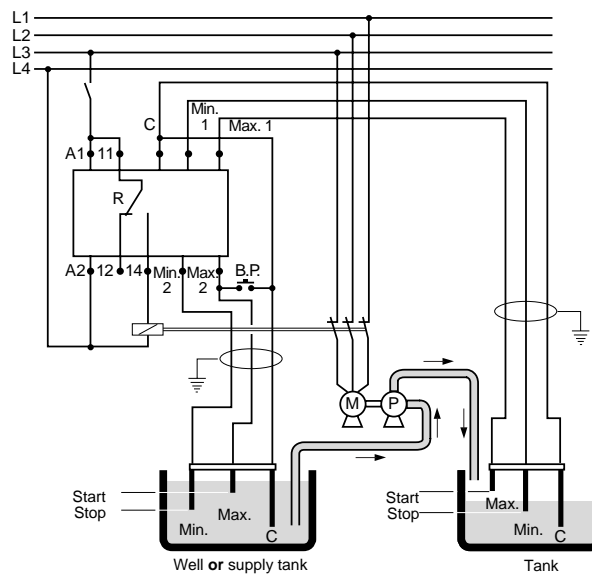 L1
L2
L3
L4
C
Min.
1
Max. 1
A1 11
R
A2 12 14 Min. Max. B.P.
2 2
M P
Start
Stop
Min.
Max.
C
Well or supply tank
Start
Stop
Max.
Min.
C
Tank